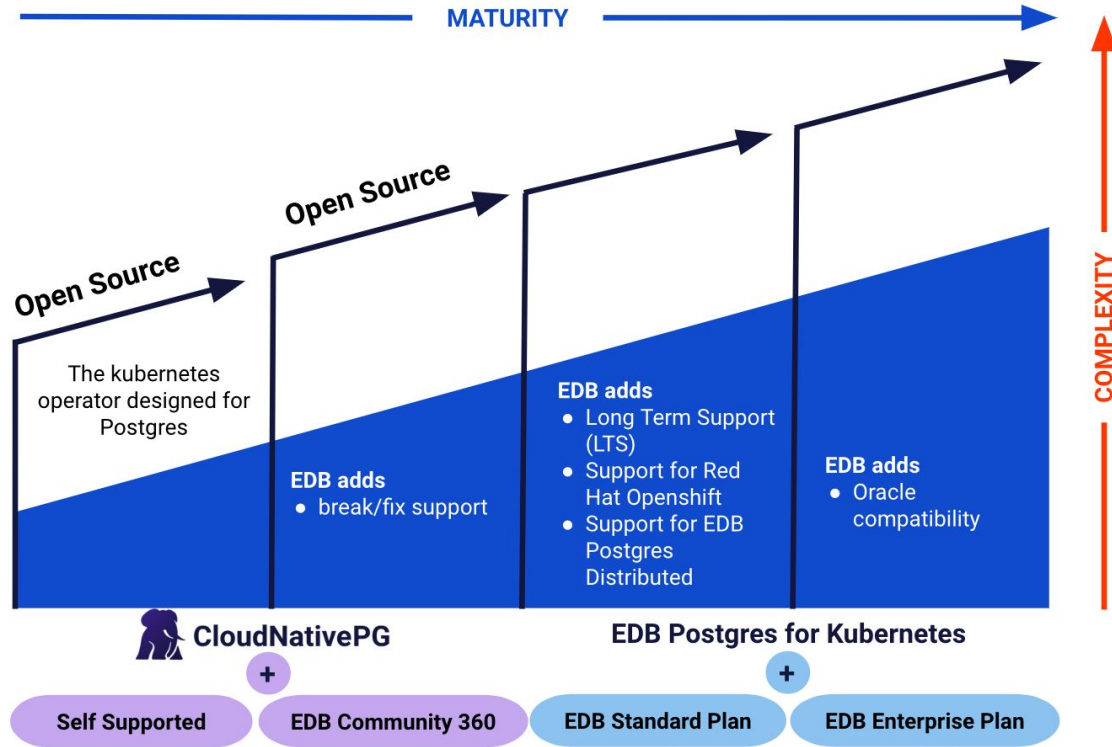 MATURITY
COMPLEXITY
Open Source
Open Source
The kubernetes
operator designed for
Postgres
EDB adds
● break/fix support
EDB adds
● Long Term Support
(LTS)
● Support for Red
Hat Openshift
● Support for EDB
Postgres
Distributed
EDB adds
● Oracle
compatibility
CloudNativePG
EDB Postgres for Kubernetes
+
+
Self Supported
EDB Community 360
EDB Standard Plan
EDB Enterprise Plan